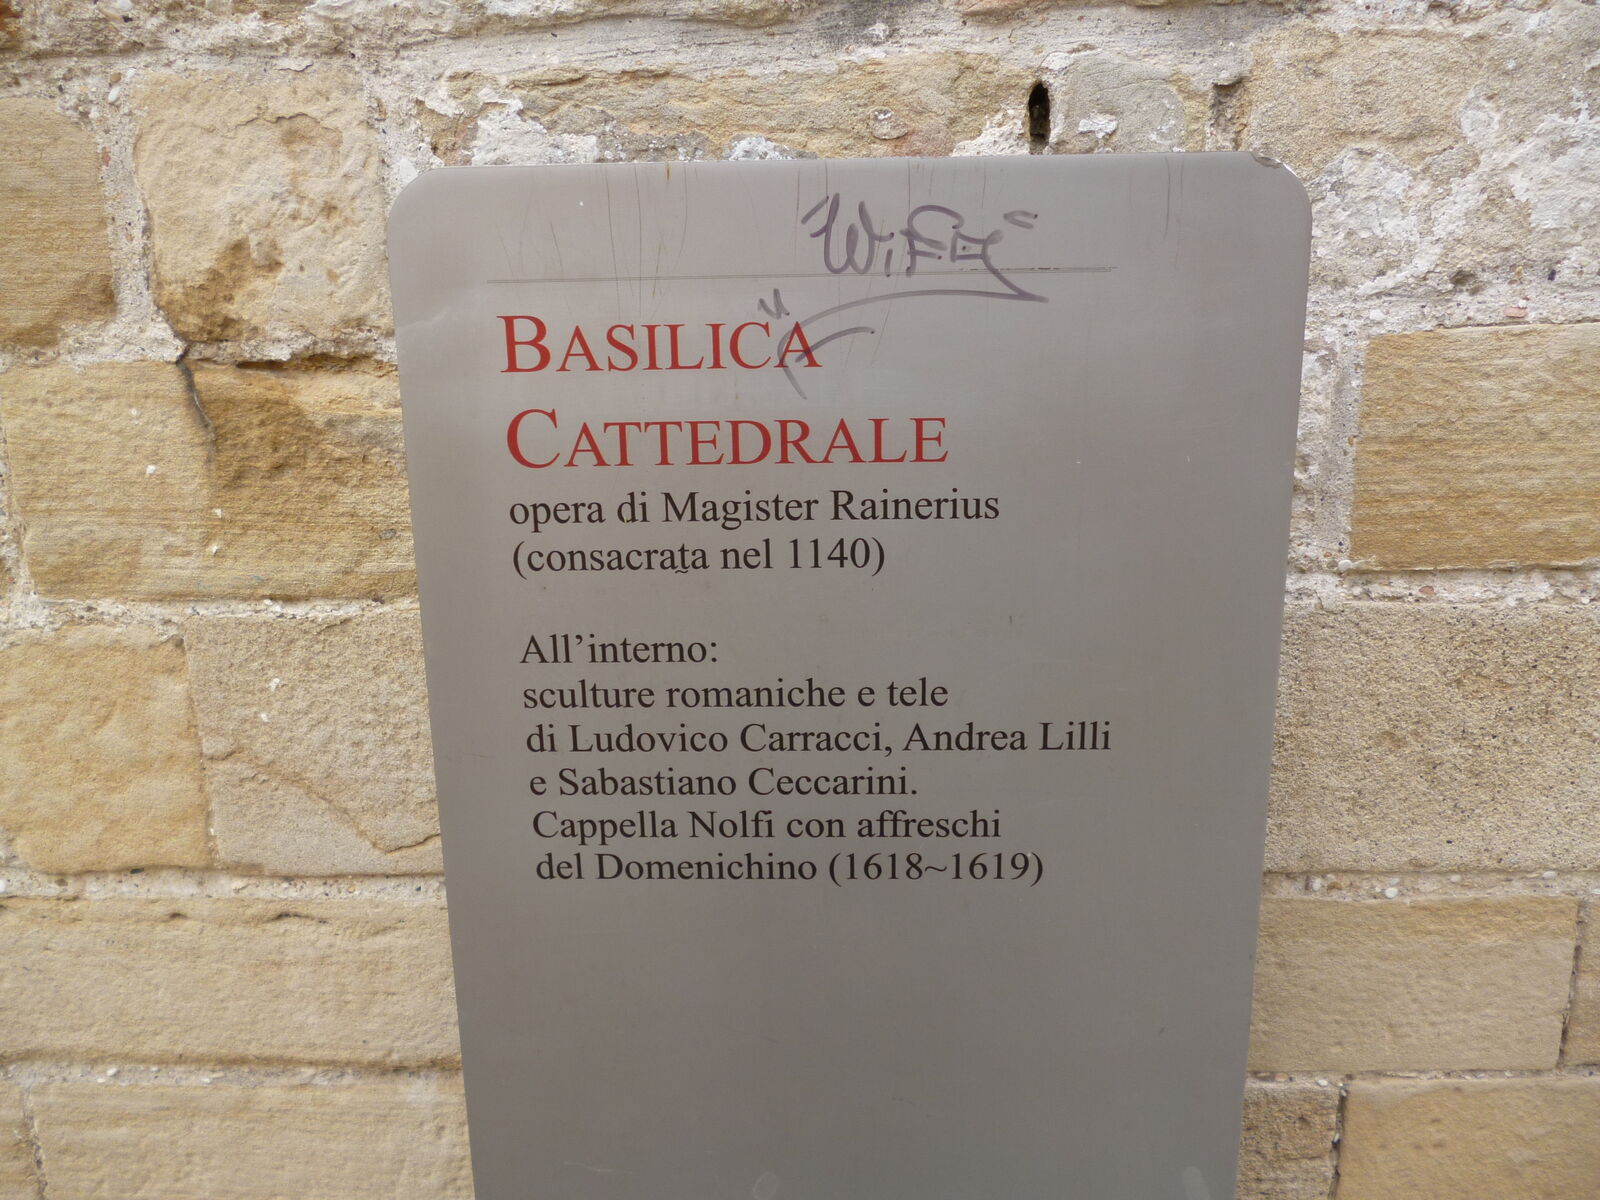 "WiFe"
BASILICA
CATTEDRALE
opera di Magister Rainerius
(consacrata nel 1140)
All’interno:
sculture romaniche e tele
di Ludovico Carracci, Andrea Lilli
e Sabastiano Ceccarini.
Cappella Nolfi con affreschi
del Domenichino (1618~1619)